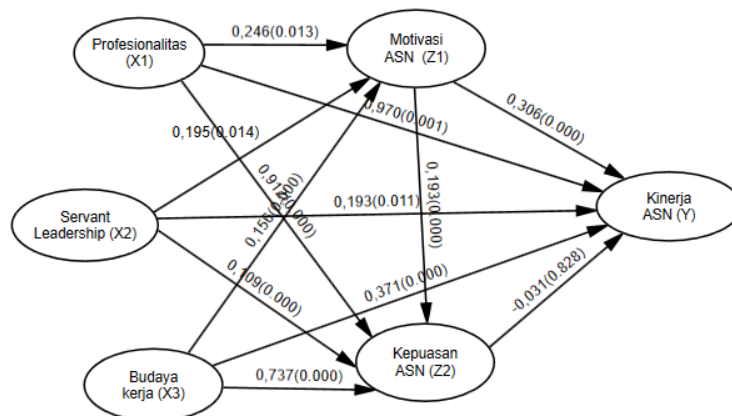 Profesionalitas
(X1)
0,246(0.013)
Motivasi
ASN (Z1)
0,970(0.001)
0,306(0.000)
0,195(0.014)
0,193(0.000)
Servant
Leadership (X2)
0,193(0.011)
Kinerja
ASN (Y)
0,109(0.000)
0,371(0.000)
-0,031(0.828)
Budaya
kerja (X3)
0,737(0.000)
Kepuasan
ASN (Z2)